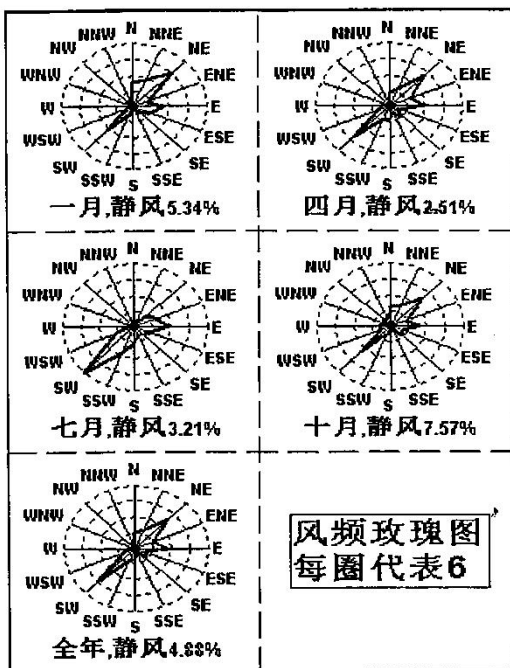 N
NNW NNE
NW NE
WNW ENE
W E
WSW ESE
SW SE
SSW S SSE
一月,静风5.34%
N
NNW NNE
NW NE
WNW ENE
W E
WSW ESE
SW SE
SSW S SSE
四月,静风2.51%
N
NNW NNE
NW NE
WNW ENE
W E
WSW ESE
SW SE
SSW S SSE
七月,静风3.21%
N
NNW NNE
NW NE
WNW ENE
W E
WSW ESE
SW SE
SSW S SSE
十月,静风7.57%
N
NNW NNE
NW NE
WNW ENE
W E
WSW ESE
SW SE
SSW S SSE
全年,静风4.88%
风频玫瑰图
每圈代表6